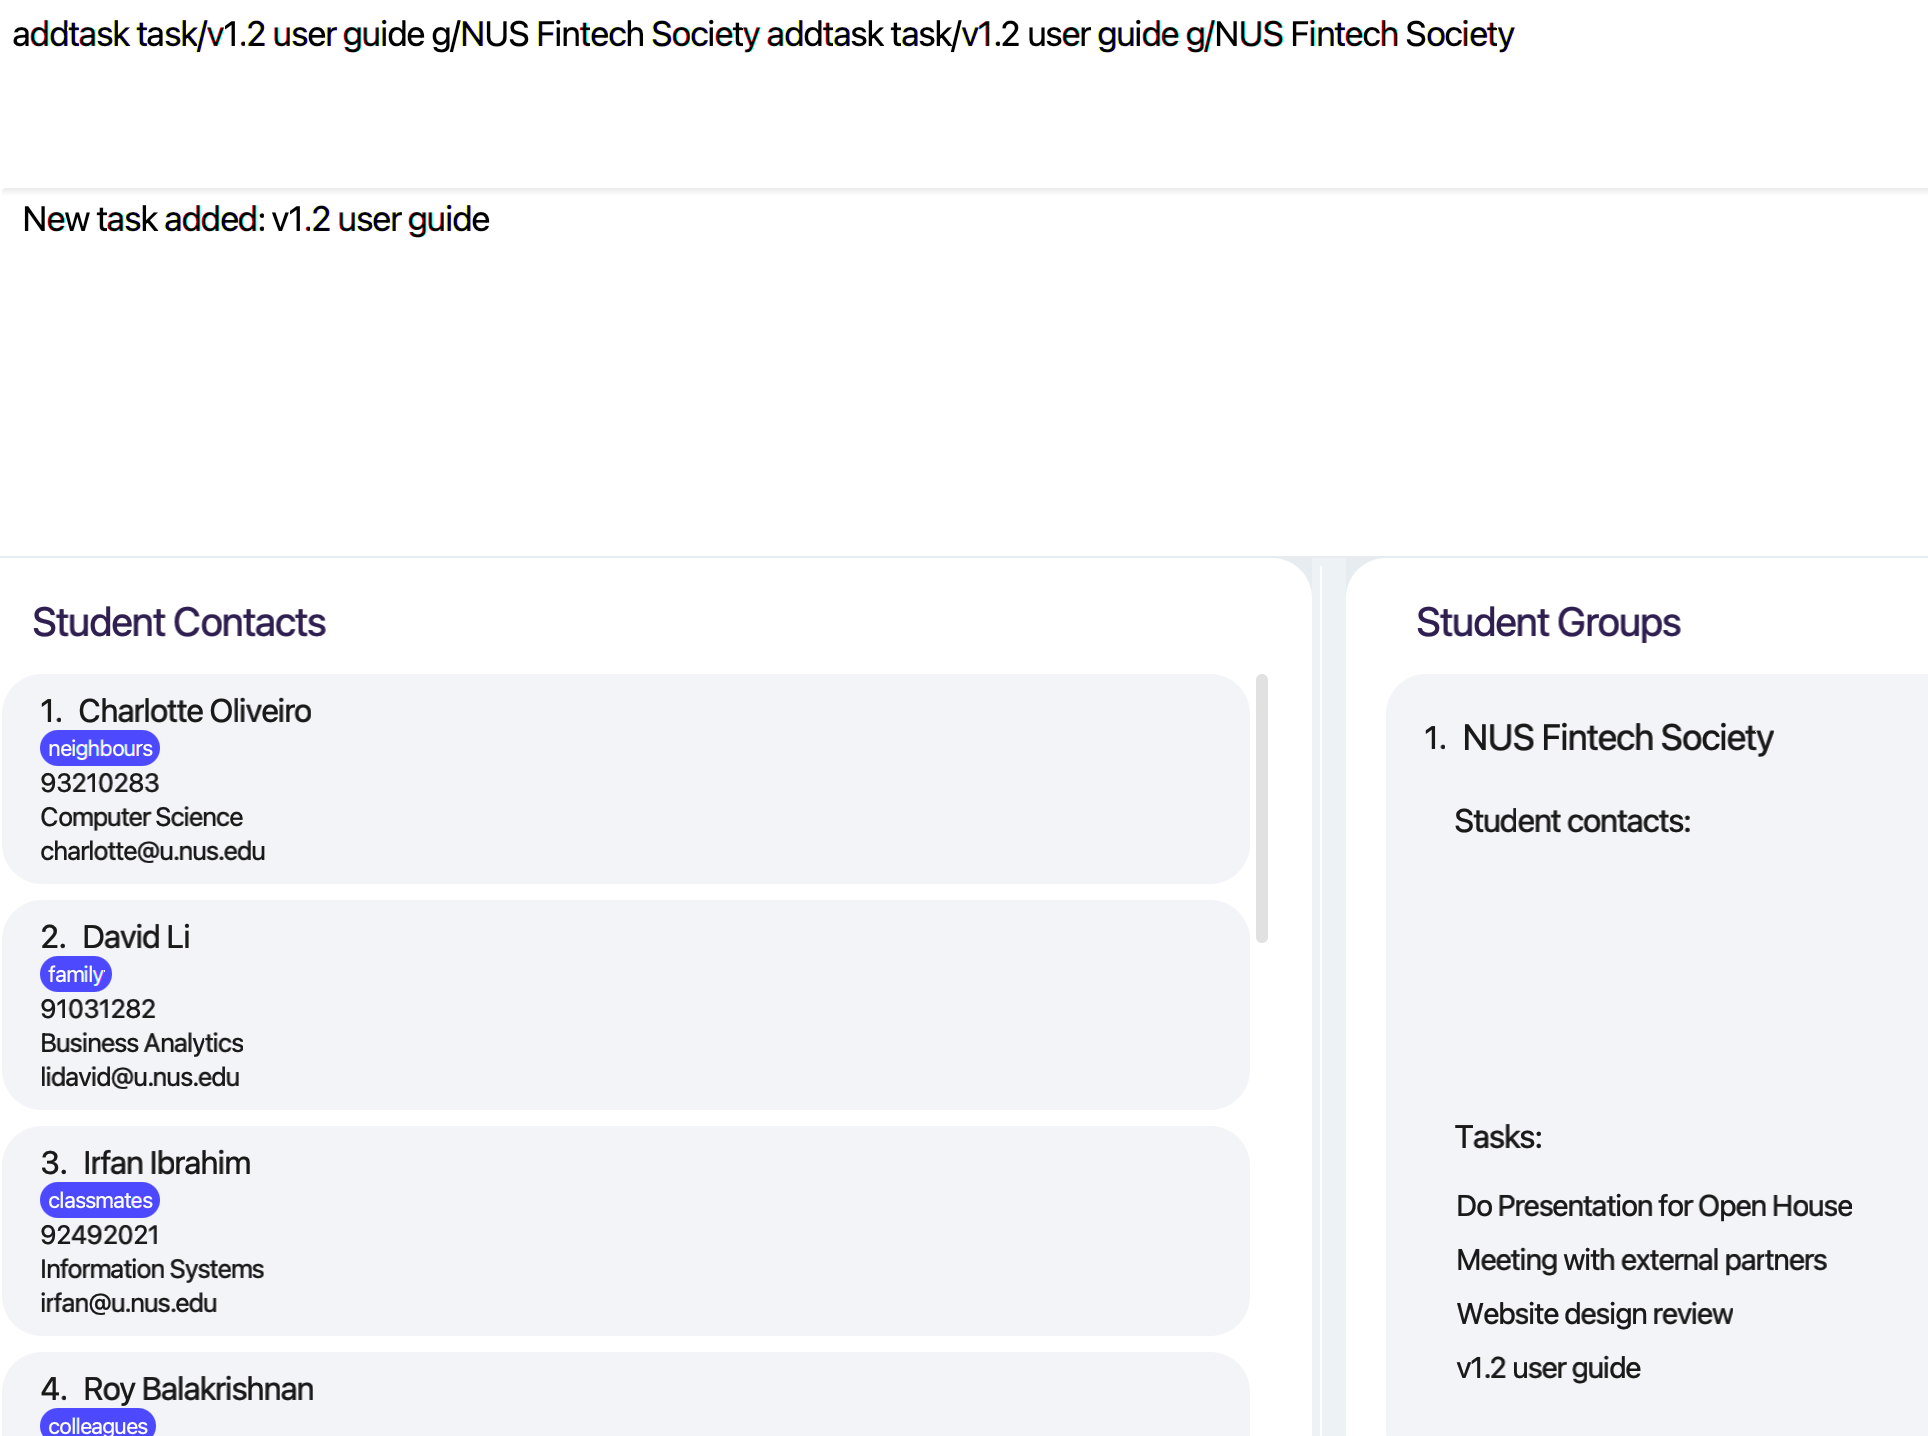 addtask task/v1.2 user guide g/NUS Fintech Society addtask task/v1.2 user guide g/NUS Fintech Society
New task added: v1.2 user guide
Student Contacts
1. Charlotte Oliveiro
neighbours
93210283
Computer Science
charlotte@u.nus.edu
2. David Li
family
91031282
Business Analytics
lidavid@u.nus.edu
3. Irfan Ibrahim
classmates
92492021
Information Systems
irfan@u.nus.edu
4. Roy Balakrishnan
colleagues
Student Groups
1. NUS Fintech Society
Student contacts:
Tasks:
Do Presentation for Open House
Meeting with external partners
Website design review
v1.2 user guide